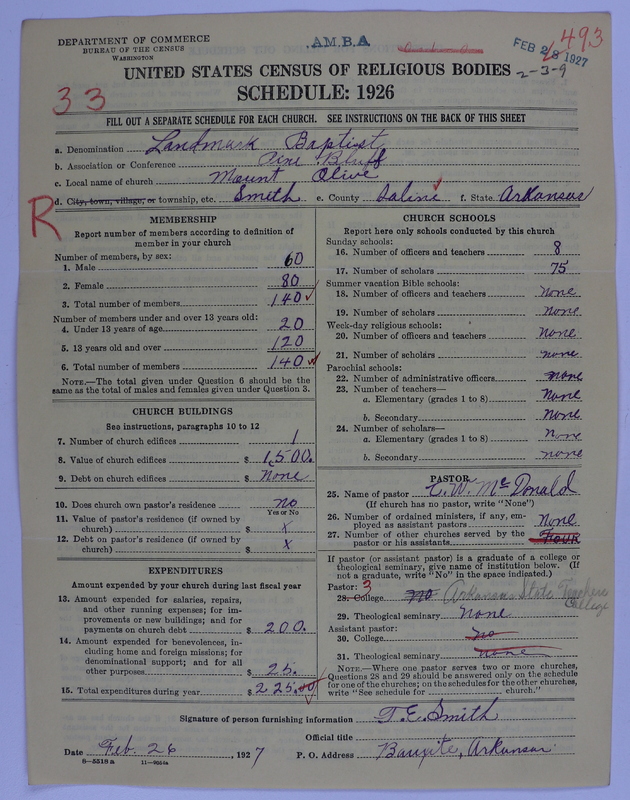 DEPARTMENT OF COMMERCE
BUREAU OF THE CENSUS
WASHINGTON
A.M.B.A
FEB 28 1927
493
2-3-9
UNITED STATES CENSUS OF RELIGIOUS BODIES
SCHEDULE: 1926
33
FILL OUT A SEPARATE SCHEDULE FOR EACH CHURCH. SEE INSTRUCTIONS ON THE BACK OF THIS SHEET
a. Denomination Landmark Baptist
b. Association or Conference Pine Bluff
c. Local name of church Mount Olive
d. City, town, village, or township, etc. Smith e. County Saline f. State Arkansas
R
MEMBERSHIP
Report number of members according to definition of
member in your church
Number of members, by sex:
1. Male 60
2. Female 80
3. Total number of members 140
Number of members under and over 13 years old:
4. Under 13 years of age 20
5. 13 years old and over 120
6. Total number of members 140
NOTE.—The total given under Question 6 should be the
same as the total of males and females given under Question 3.
CHURCH BUILDINGS
See instructions, paragraphs 10 to 12
7. Number of church edifices 1
8. Value of church edifices $ 1,500.
9. Debt on church edifices $ None
10. Does church own pastor's residence no
Yes or No
11. Value of pastor's residence (if owned by
church) $ X
12. Debt on pastor's residence (if owned by
church) $ X
EXPENDITURES
Amount expended by your church during last fiscal year
13. Amount expended for salaries, repairs,
and other running expenses; for im-
provements or new buildings; and for
payments on church debt $ 200.
14. Amount expended for benevolences, in-
cluding home and foreign missions; for
denominational support; and for all
other purposes $ 25.
15. Total expenditures during year $ 225.
CHURCH SCHOOLS
Report here only schools conducted by this church
Sunday schools:
16. Number of officers and teachers 8
17. Number of scholars 75
Summer vacation Bible schools:
18. Number of officers and teachers none
19. Number of scholars none
Week-day religious schools:
20. Number of officers and teachers none
21. Number of scholars none
Parochial schools:
22. Number of administrative officers none
23. Number of teachers—
a. Elementary (grades 1 to 8) none
b. Secondary none
24. Number of scholars—
a. Elementary (grades 1 to 8) none
b. Secondary none
PASTOR
25. Name of pastor C. W. McDonald
(If church has no pastor, write "None")
26. Number of ordained ministers, if any, em-
ployed as assistant pastors none
27. Number of other churches served by the
pastor or his assistants Four
If pastor (or assistant pastor) is a graduate of a college or
theological seminary, give name of institution below. (If
not a graduate, write "No" in the space indicated.)
Pastor: 3
28. College no Arkansas State Teachers College
29. Theological seminary none
Assistant pastor:
30. College no
31. Theological seminary none
NOTE.—Where one pastor serves two or more churches,
Questions 28 and 29 should be answered only on the schedule
for one of the churches; on the schedules for the other churches,
write "See schedule for church."
Signature of person furnishing information T. E. Smith
Official title
Date Feb. 26, 1927 P. O. Address Bauxite, Arkansas
8-5518a 11-9054a